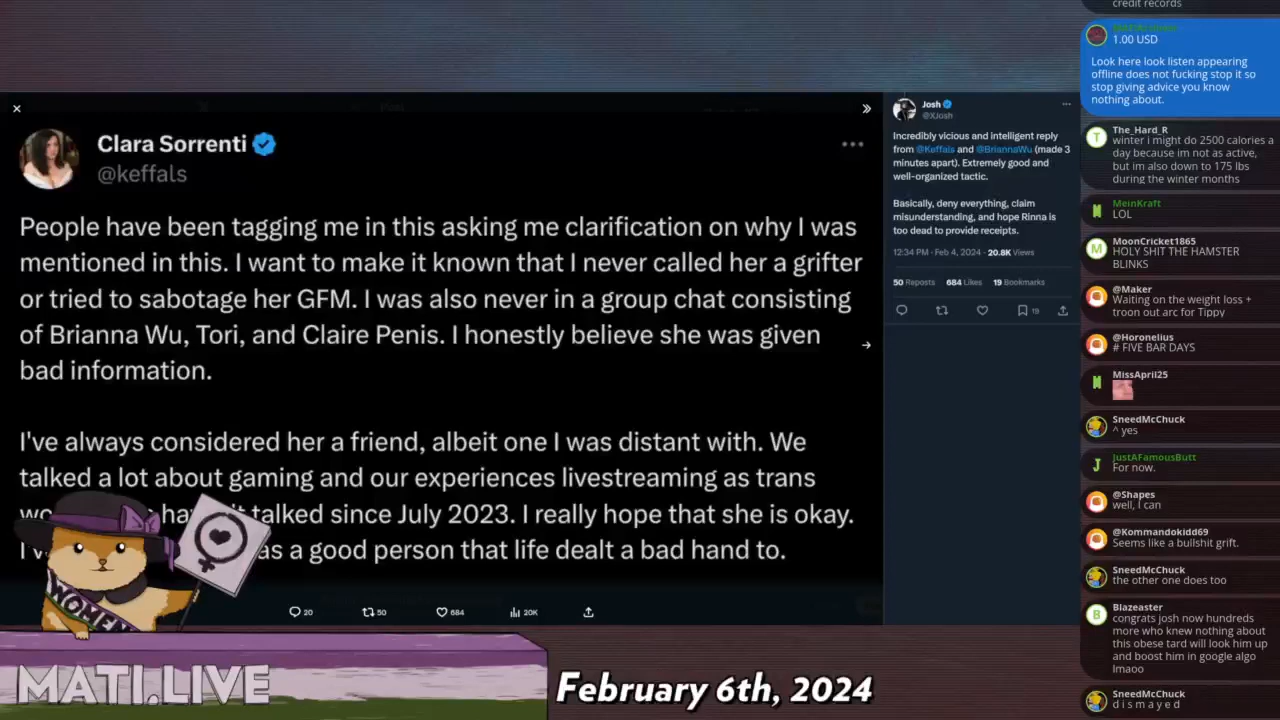 Clara Sorrenti
@keffals
People have been tagging me in this asking me clarification on why I was
mentioned in this. I want to make it known that I never called her a grifter
or tried to sabotage her GFM. I was also never in a group chat consisting
of Brianna Wu, Tori, and Claire Penis. I honestly believe she was given
bad information.
I've always considered her a friend, albeit one I was distant with. We
talked a lot about gaming and our experiences livestreaming as trans
talked since July 2023. I really hope that she is okay.
as a good person that life dealt a bad hand to.
20
50
684
20K
WOMEN
MATI.LIVE
February 6th, 2024
Josh
@XJosh
Incredibly vicious and intelligent reply
from @Keffals and @BriannaWu (made 3
minutes apart). Extremely good and
well-organized tactic.
Basically, deny everything, claim
misunderstanding, and hope Rinna is
too dead to provide receipts.
12:34 PM · Feb 4, 2024 · 20.8K Views
50 Reposts 684 Likes 19 Bookmarks
19
credit records
1.00 USD
Look here look listen appearing
offline does not fucking stop it so
stop giving advice you know
nothing about.
T
The_Hard_R
winter i might do 2500 calories a
day because im not as active,
but im also down to 175 lbs
during the winter months
MeinKraft
LOL
M
MoonCricket1865
HOLY SHIT THE HAMSTER
BLINKS
@Maker
Waiting on the weight loss +
troon out arc for Tippy
@Horonelius
# FIVE BAR DAYS
MissApril25
SneedMcChuck
^ yes
J
JustAFamousButt
For now.
@Shapes
well, I can
@Kommandokidd69
Seems like a bullshit grift.
SneedMcChuck
the other one does too
B
Blazeaster
congrats josh now hundreds
more who knew nothing about
this obese tard will look him up
and boost him in google algo
lmaoo
SneedMcChuck
d i s m a y e d